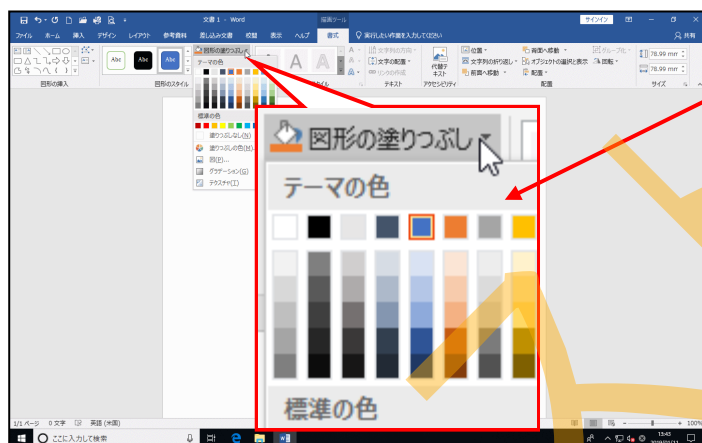 文書 1 - Word
描画ツール
サインイン
ファイル ホーム 挿入 デザイン レイアウト 参考資料 差し込み文書 校閲 表示 ヘルプ 書式 実行したい作業を入力してください 共有
図形の塗りつぶし
テーマの色
標準の色
塗りつぶしなし(N)
塗りつぶしの色(M)...
図(P)...
グラデーション(G)
テクスチャ(T)
Abc Abc Abc
A A
文字列の方向
文字の配置
リンクの作成
代替テキスト
位置
文字列の折り返し
前面へ移動
背面へ移動
オブジェクトの選択と表示
配置
グループ化
回転
78.99 mm
78.99 mm
図形の挿入 図形のスタイル テキスト アクセシビリティ 配置 サイズ
図形の塗りつぶし
テーマの色
標準の色
1/1 ページ 0 文字 英語 (米国) 100%
ここに入力して検索
13:43